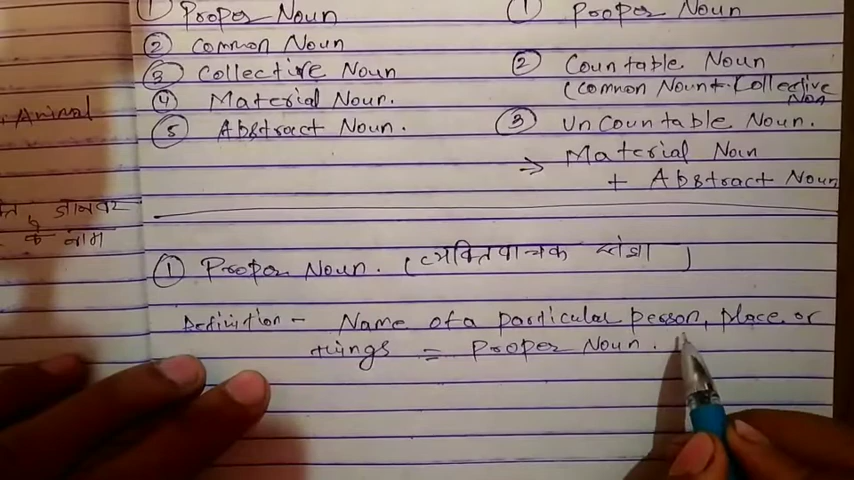 ① Proper Noun
② Common Noun
③ Collective Noun
④ Material Noun.
⑤ Abstract Noun.
① Proper Noun
② Countable Noun
(Common Noun + Collective
Non
③ Uncountable Noun.
→ Material Noun
+ Abstract Noun
Animal
जानवर
के नाम
① Proper Noun. (व्यक्तिवाचक संज्ञा)
Definition - Name of a particular person, place or
things = Proper Noun.